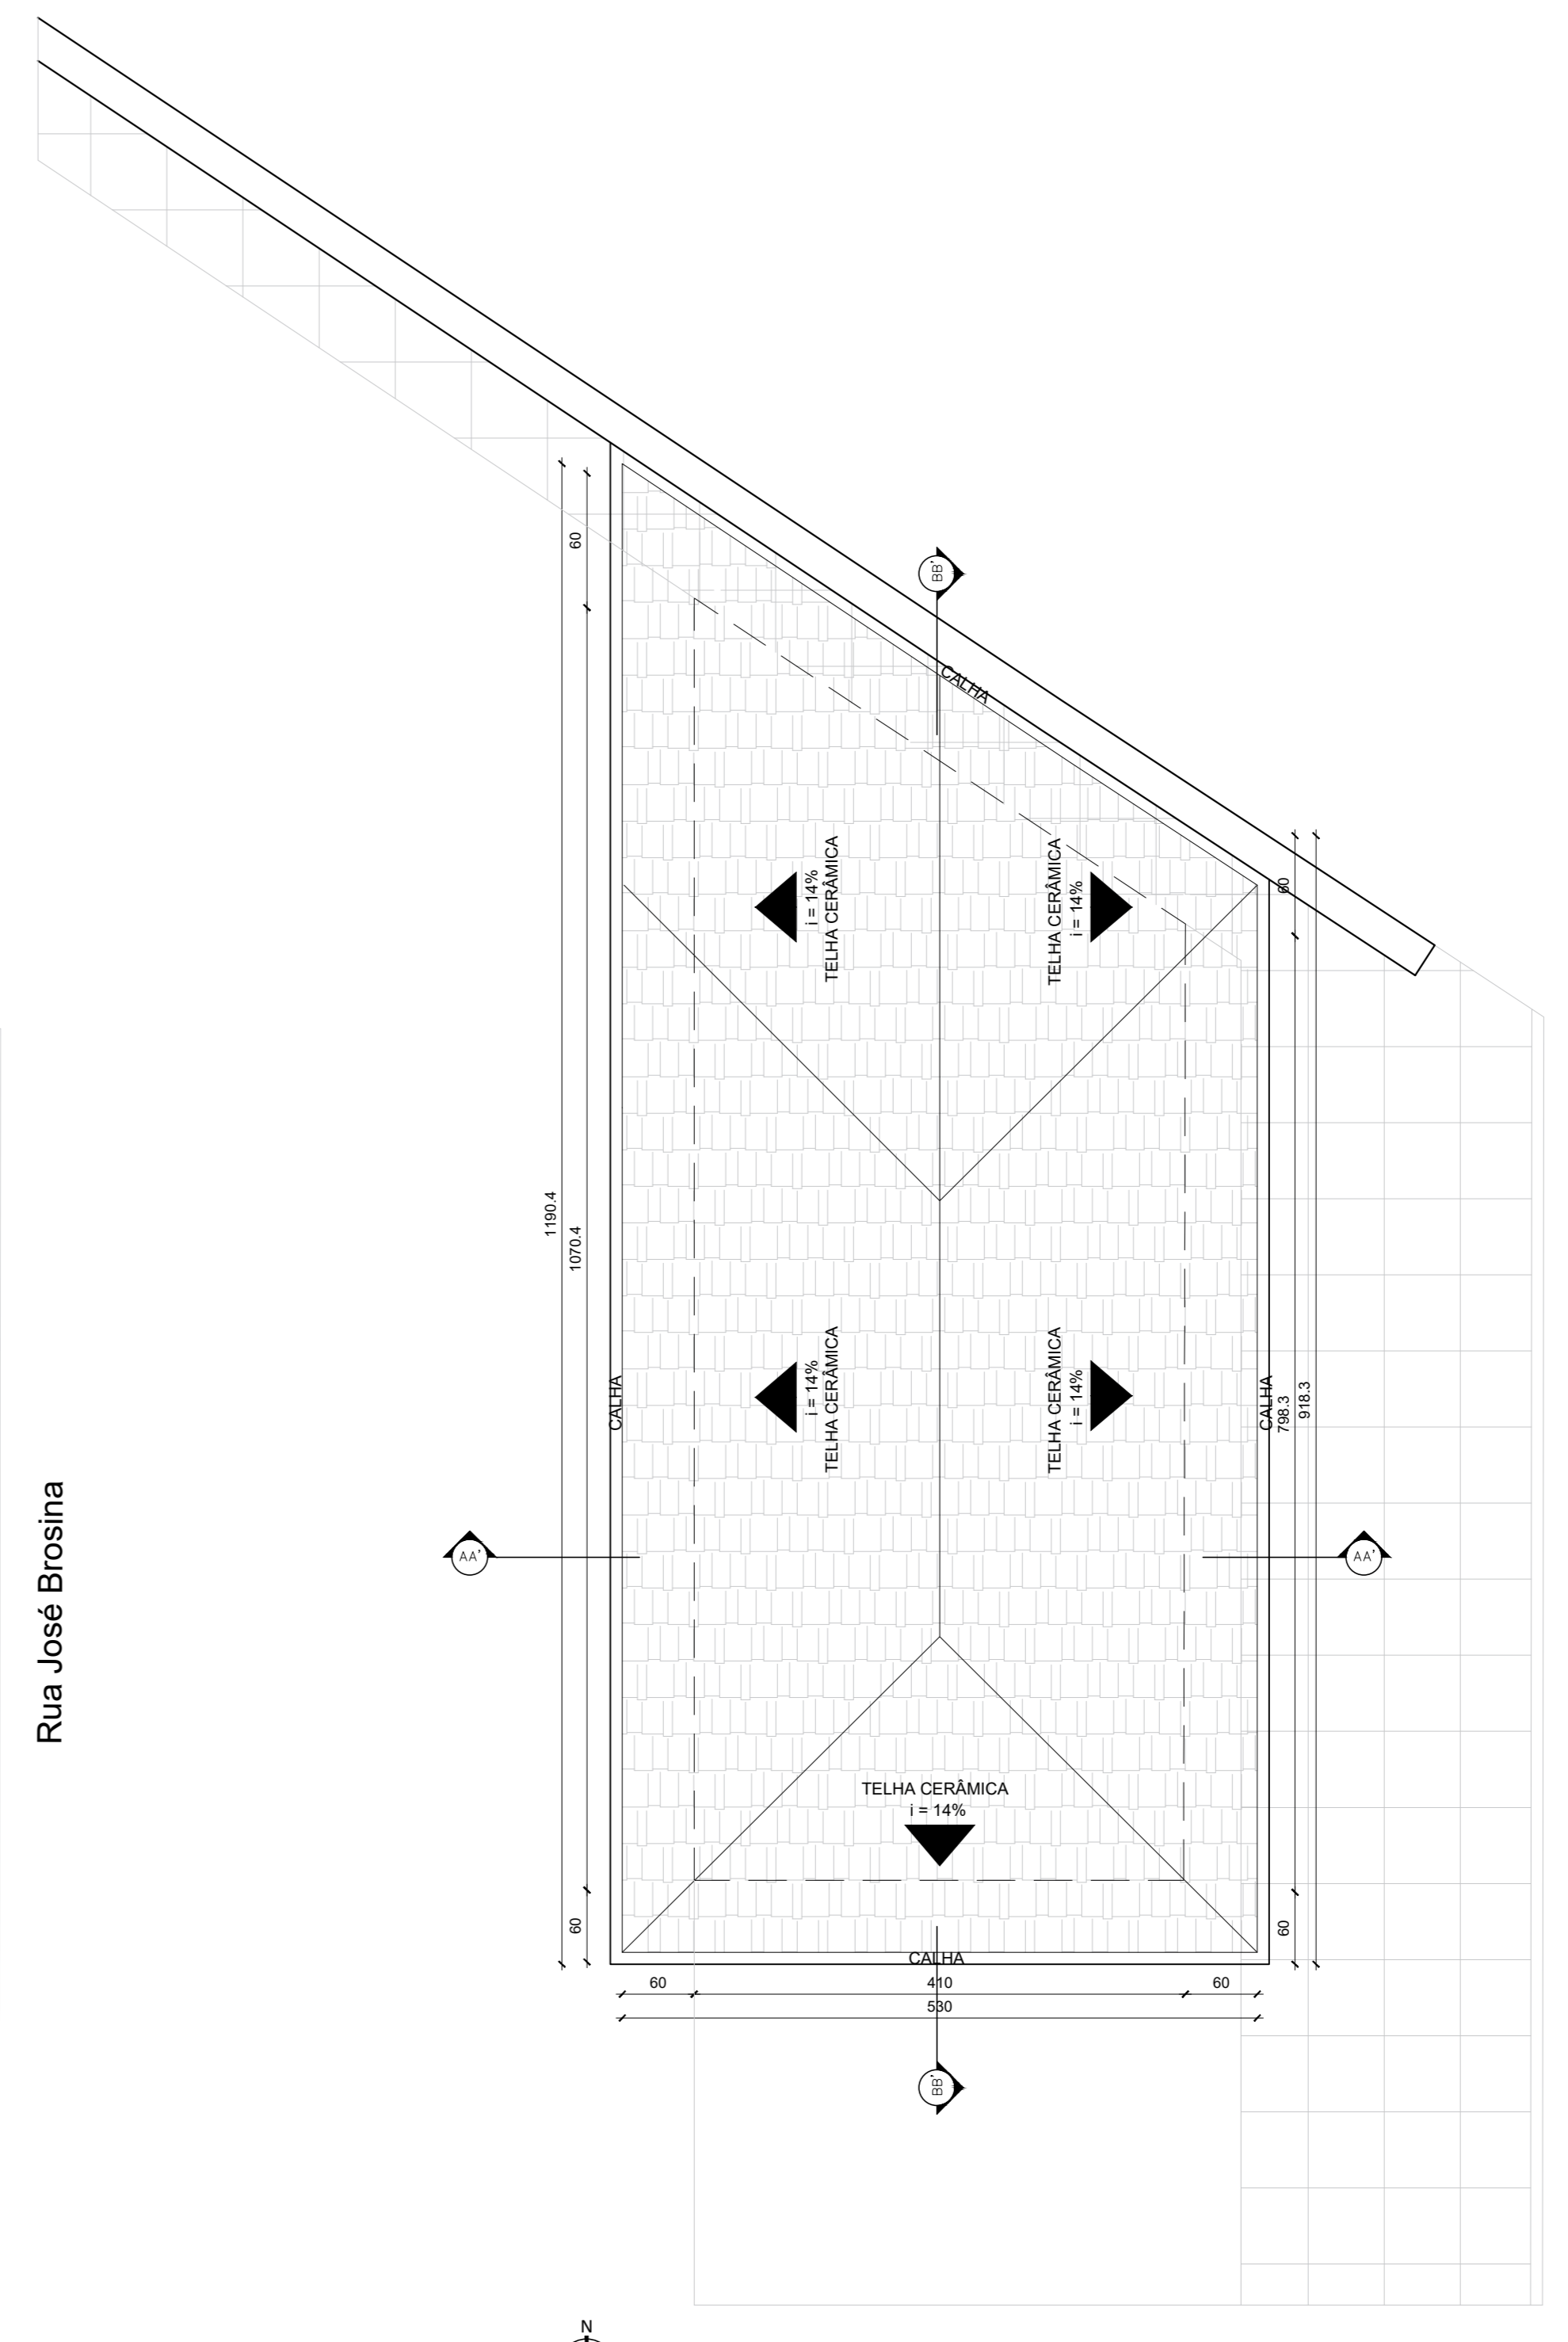 60
BB'
CALHA
i = 14%
TELHA CERÂMICA
TELHA CERÂMICA
i = 14%
60
1190.4
1070.4
i = 14%
TELHA CERÂMICA
TELHA CERÂMICA
i = 14%
CALHA
CALHA
798.3
918.3
Rua José Brosina
AA'
AA'
TELHA CERÂMICA
i = 14%
60
60
CALHA
60
410
60
530
BB'
N